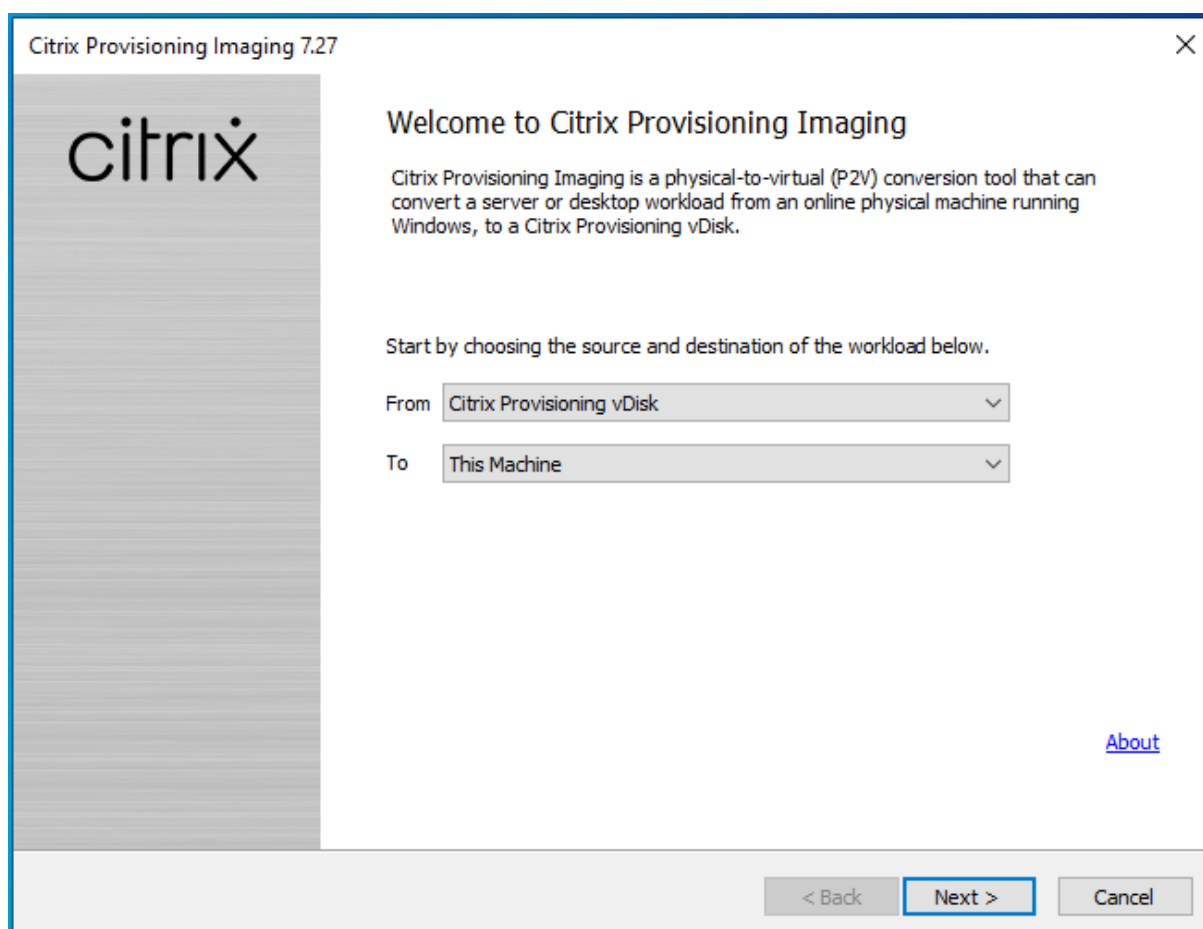 Citrix Provisioning Imaging 7.27
citrix
Welcome to Citrix Provisioning Imaging
Citrix Provisioning Imaging is a physical-to-virtual (P2V) conversion tool that can
convert a server or desktop workload from an online physical machine running
Windows, to a Citrix Provisioning vDisk.
Start by choosing the source and destination of the workload below.
From Citrix Provisioning vDisk
To This Machine
About
< Back Next > Cancel